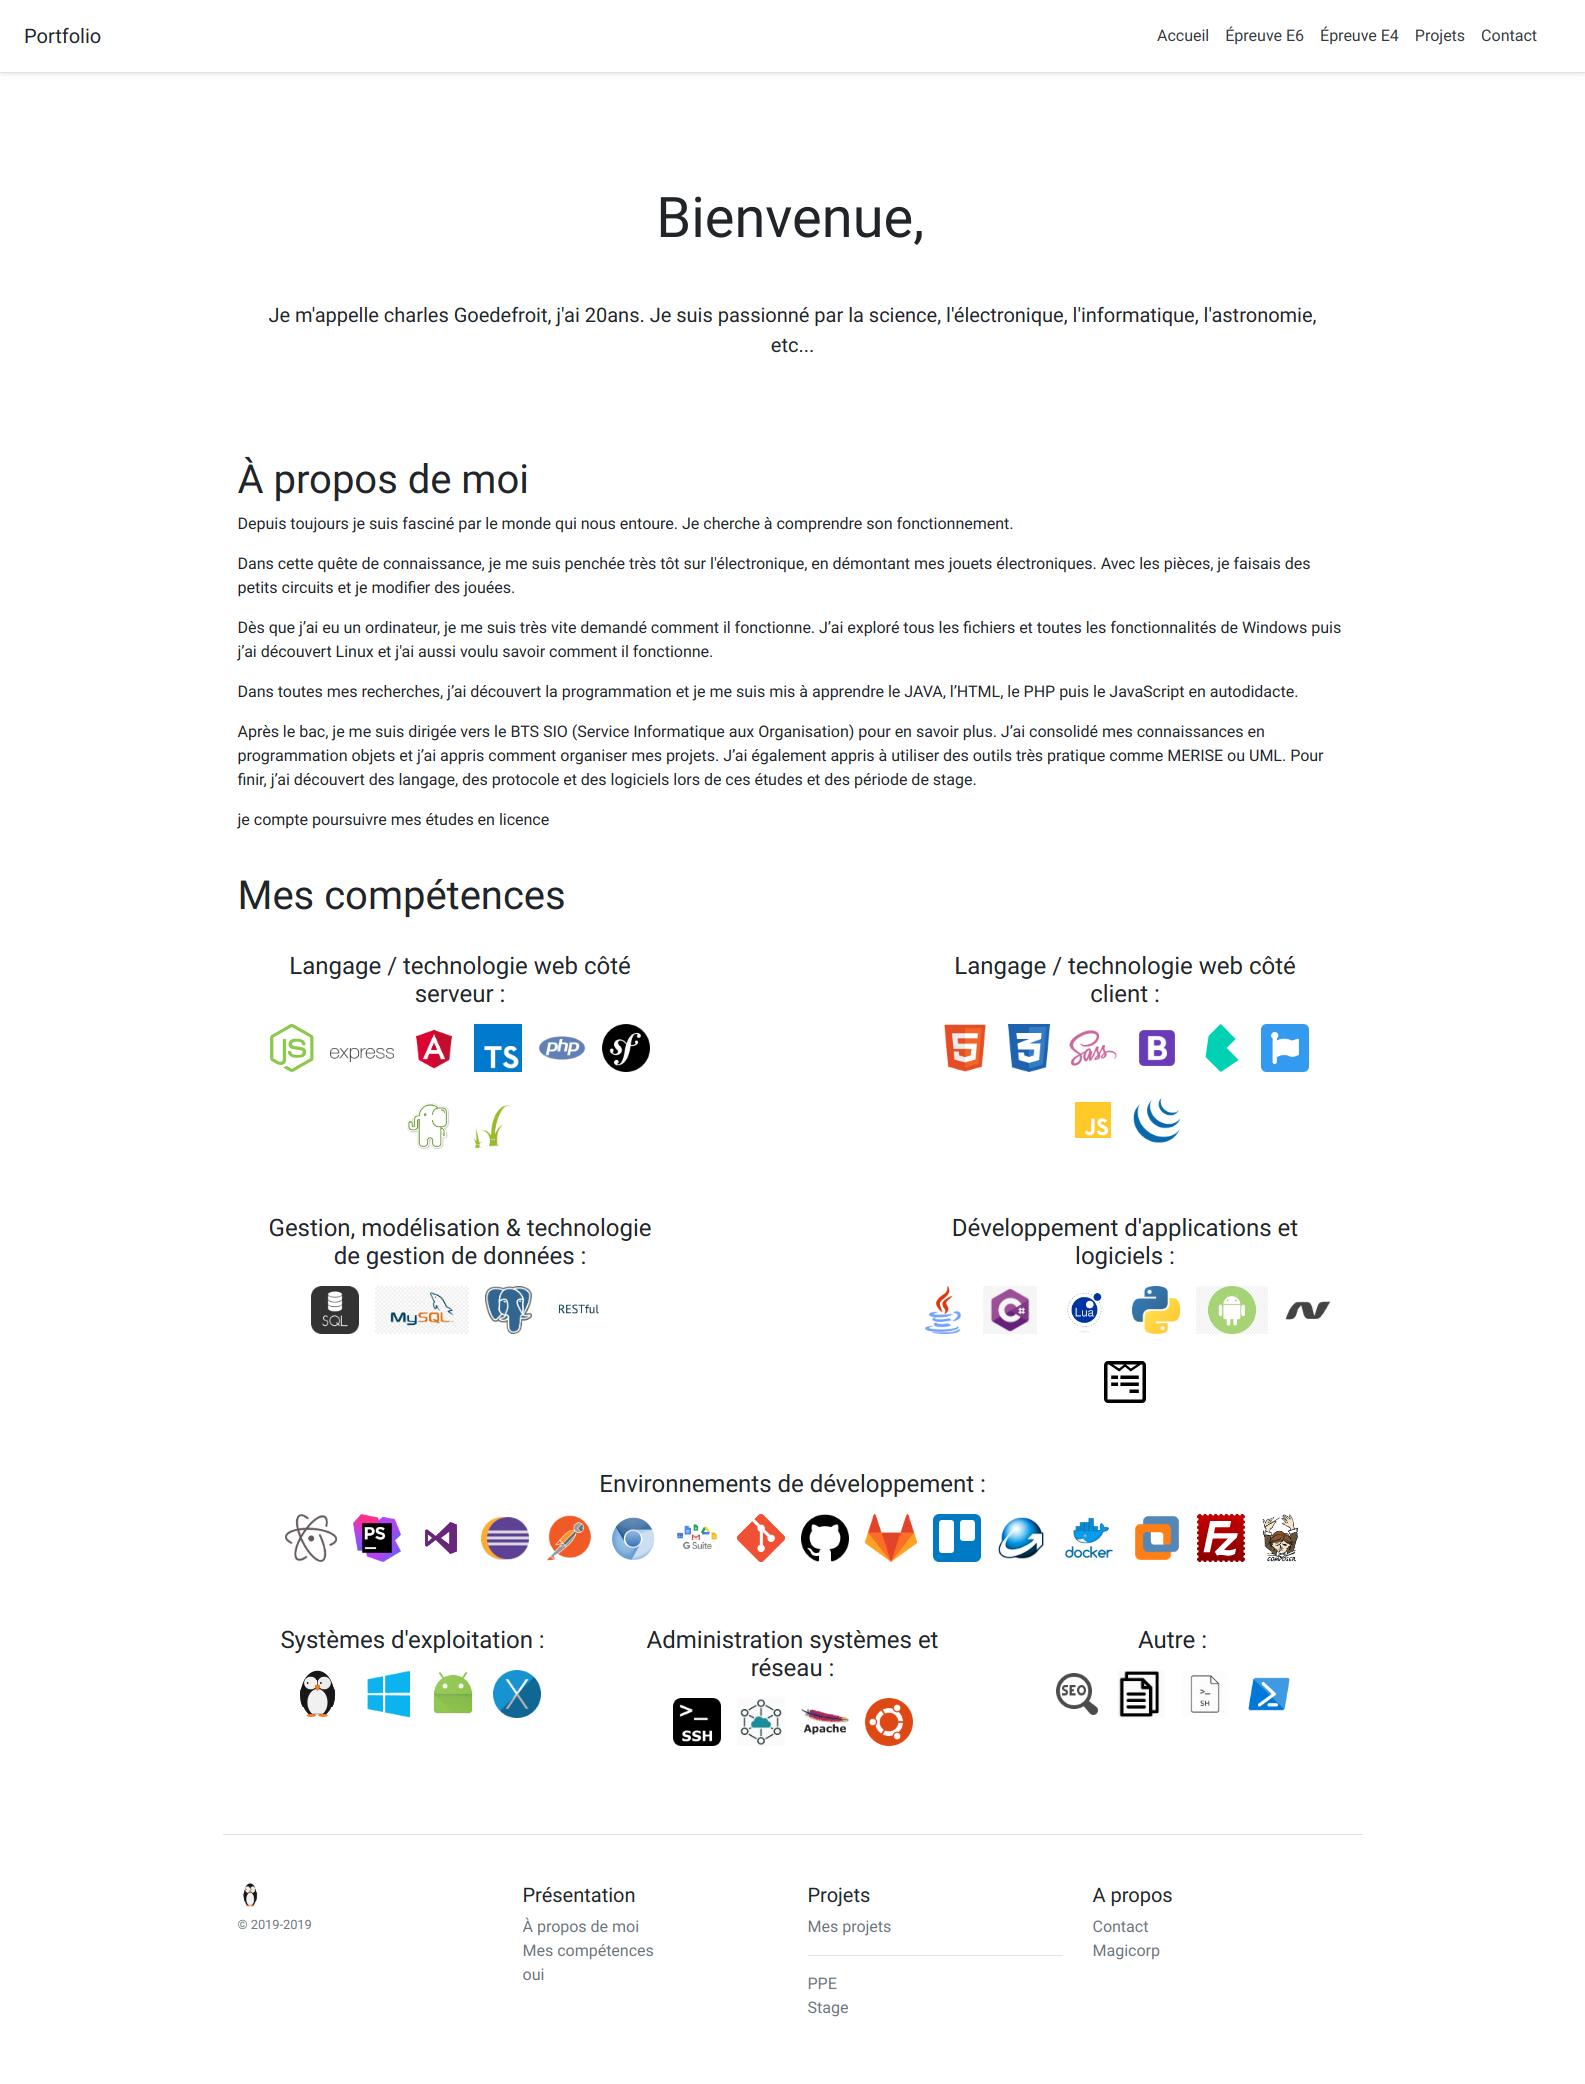 Portfolio
Accueil Épreuve E6 Épreuve E4 Projets Contact
Bienvenue,
Je m'appelle charles Goedefroit, j'ai 20ans. Je suis passionné par la science, l'électronique, l'informatique, l'astronomie,
etc...
À propos de moi
Depuis toujours je suis fasciné par le monde qui nous entoure. Je cherche à comprendre son fonctionnement.
Dans cette quête de connaissance, je me suis penchée très tôt sur l'électronique, en démontant mes jouets électroniques. Avec les pièces, je faisais des
petits circuits et je modifier des jouées.
Dès que j’ai eu un ordinateur, je me suis très vite demandé comment il fonctionne. J’ai exploré tous les fichiers et toutes les fonctionnalités de Windows puis
j’ai découvert Linux et j'ai aussi voulu savoir comment il fonctionne.
Dans toutes mes recherches, j’ai découvert la programmation et je me suis mis à apprendre le JAVA, l’HTML, le PHP puis le JavaScript en autodidacte.
Après le bac, je me suis dirigée vers le BTS SIO (Service Informatique aux Organisation) pour en savoir plus. J’ai consolidé mes connaissances en
programmation objets et j’ai appris comment organiser mes projets. J’ai également appris à utiliser des outils très pratique comme MERISE ou UML. Pour
finir, j’ai découvert des langage, des protocole et des logiciels lors de ces études et des période de stage.
je compte poursuivre mes études en licence
Mes compétences
Langage / technologie web côté
serveur :
JS express A TS php sf
Langage / technologie web côté
client :
5 3 Sass B
JS
Gestion, modélisation & technologie
de gestion de données :
SQL MySQL RESTful
Développement d'applications et
logiciels :
C# Lua
Environnements de développement :
PS G Suite docker Fz COMPOSER
Systèmes d'exploitation :
X
Administration systèmes et
réseau :
>_ SSH Apache
Autre :
SEO >_ SH >_
© 2019-2019
Présentation
À propos de moi
Mes compétences
oui
Projets
Mes projets
PPE
Stage
A propos
Contact
Magicorp